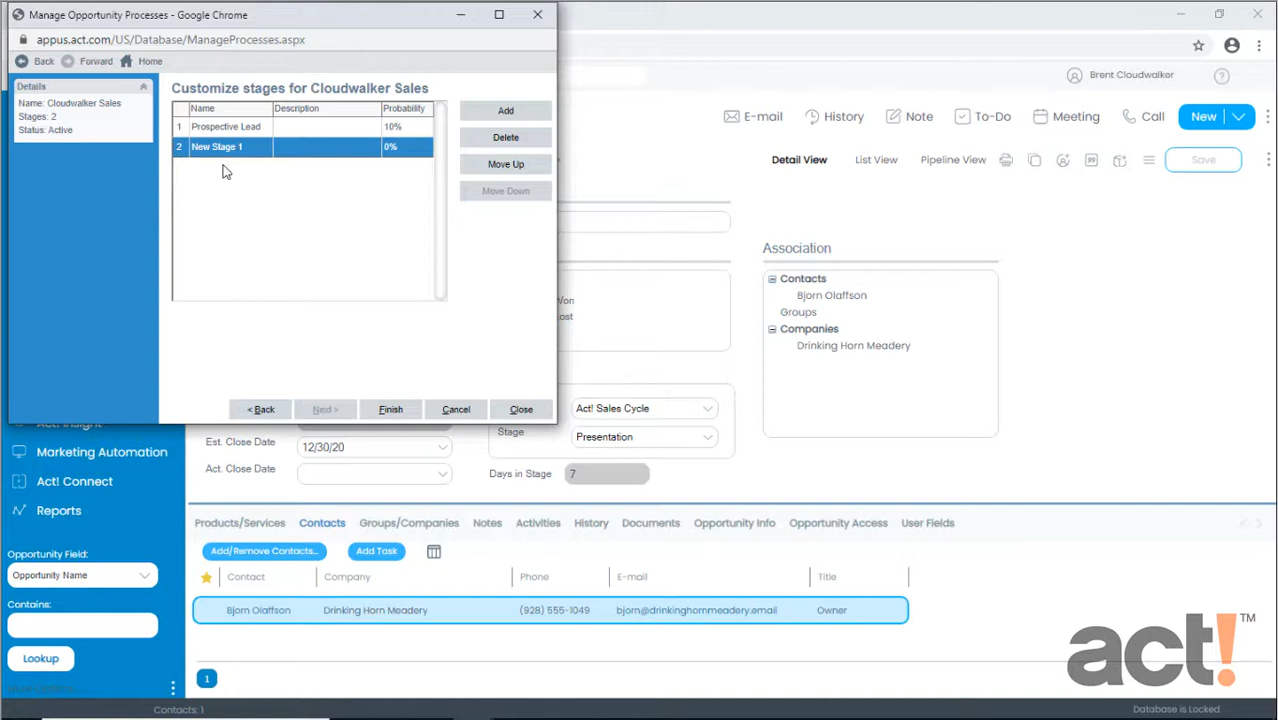 Manage Opportunity Processes - Google Chrome
appus.act.com/US/Database/ManageProcesses.aspx
Back Forward Home
Details
Name: Cloudwalker Sales
Stages: 2
Status: Active
Customize stages for Cloudwalker Sales
Name Description Probability
1 Prospective Lead 10%
2 New Stage 1 0%
Add
Delete
Move Up
Move Down
< Back Next > Finish Cancel Close
Brent Cloudwalker
E-mail History Note To-Do Meeting Call New
Detail View List View Pipeline View Save
Association
Contacts
Bjorn Olaffson
Groups
Companies
Drinking Horn Meadery
Won
Lost
Act! Sales Cycle
Stage Presentation
Est. Close Date 12/30/20
Act. Close Date
Days in Stage 7
Act! Insight
Marketing Automation
Act! Connect
Reports
Opportunity Field:
Opportunity Name
Contains:
Lookup
Products/Services Contacts Groups/Companies Notes Activities History Documents Opportunity Info Opportunity Access User Fields
Add/Remove Contacts... Add Task
Contact Company Phone E-mail Title
Bjorn Olaffson Drinking Horn Meadery (928) 555-1049 bjorn@drinkinghornmeadery.email Owner
1
act! TM
Contacts: 1
Database is Locked